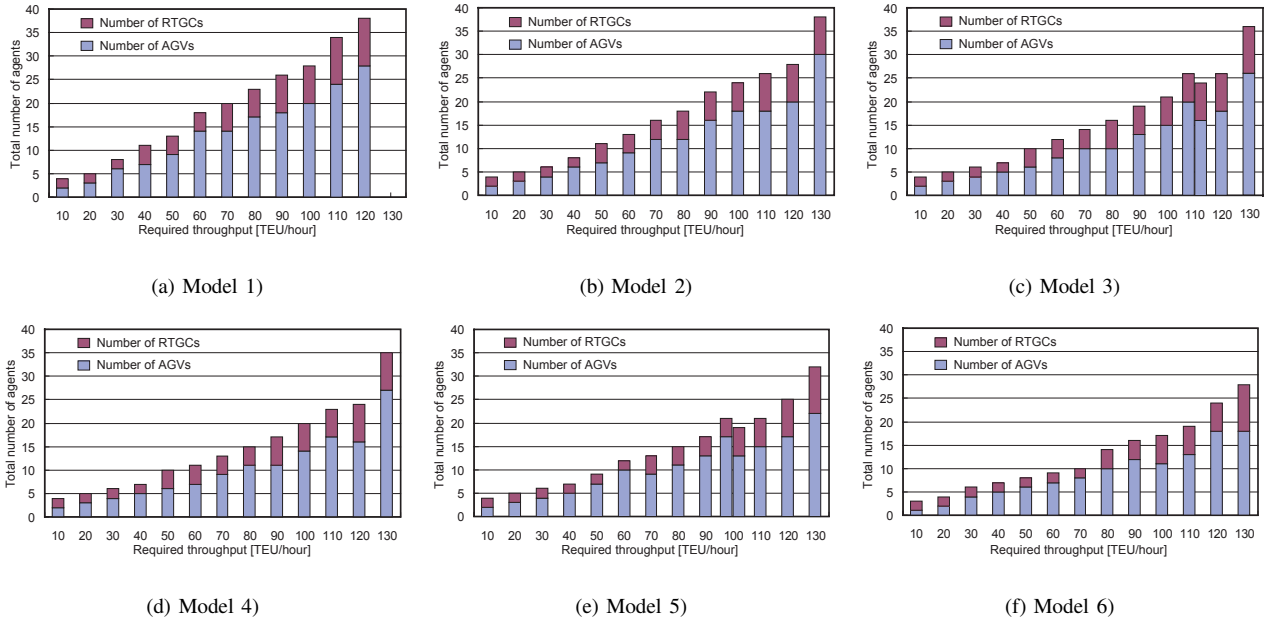 Total number of agents
40
35
30
25
20
15
10
5
0
Number of RTGCs
Number of AGVs
10 20 30 40 50 60 70 80 90 100 110 120 130
Required throughput [TEU/hour]
(a) Model 1)
Total number of agents
40
35
30
25
20
15
10
5
0
Number of RTGCs
Number of AGVs
10 20 30 40 50 60 70 80 90 100 110 120 130
Required throughput [TEU/hour]
(b) Model 2)
Total number of agents
40
35
30
25
20
15
10
5
0
Number of RTGCs
Number of AGVs
10 20 30 40 50 60 70 80 90 100 110 120 130
Required throughput [TEU/hour]
(c) Model 3)
Total number of agents
40
35
30
25
20
15
10
5
0
Number of RTGCs
Number of AGVs
10 20 30 40 50 60 70 80 90 100 110 120 130
Required throughput [TEU/hour]
(d) Model 4)
Total number of agents
40
35
30
25
20
15
10
5
0
Number of RTGCs
Number of AGVs
10 20 30 40 50 60 70 80 90 100 110 120 130
Required throughput [TEU/hour]
(e) Model 5)
Total number of agents
40
35
30
25
20
15
10
5
0
Number of RTGCs
Number of AGVs
10 20 30 40 50 60 70 80 90 100 110 120 130
Required throughput [TEU/hour]
(f) Model 6)